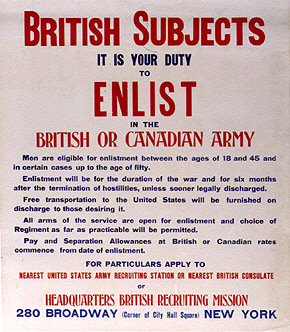 BRITISH SUBJECTS
IT IS YOUR DUTY
TO
ENLIST
IN THE
BRITISH OR CANADIAN ARMY
Men are eligible for enlistment between the ages of 18 and 45 and
in certain cases up to the age of fifty.
Enlistment will be for the duration of the war and for six months
after the termination of hostilities, unless sooner legally discharged.
Free transportation to the United States will be furnished on
discharge to those desiring it.
All arms of the service are open for enlistment and choice of
Regiment as far as practicable will be permitted.
Pay and Separation Allowances at British or Canadian rates
commence from date of enlistment.
FOR PARTICULARS APPLY TO
NEAREST UNITED STATES ARMY RECRUITING STATION OR NEAREST BRITISH CONSULATE
OR
HEADQUARTERS BRITISH RECRUITING MISSION
280 BROADWAY (Corner of City Hall Square) NEW YORK